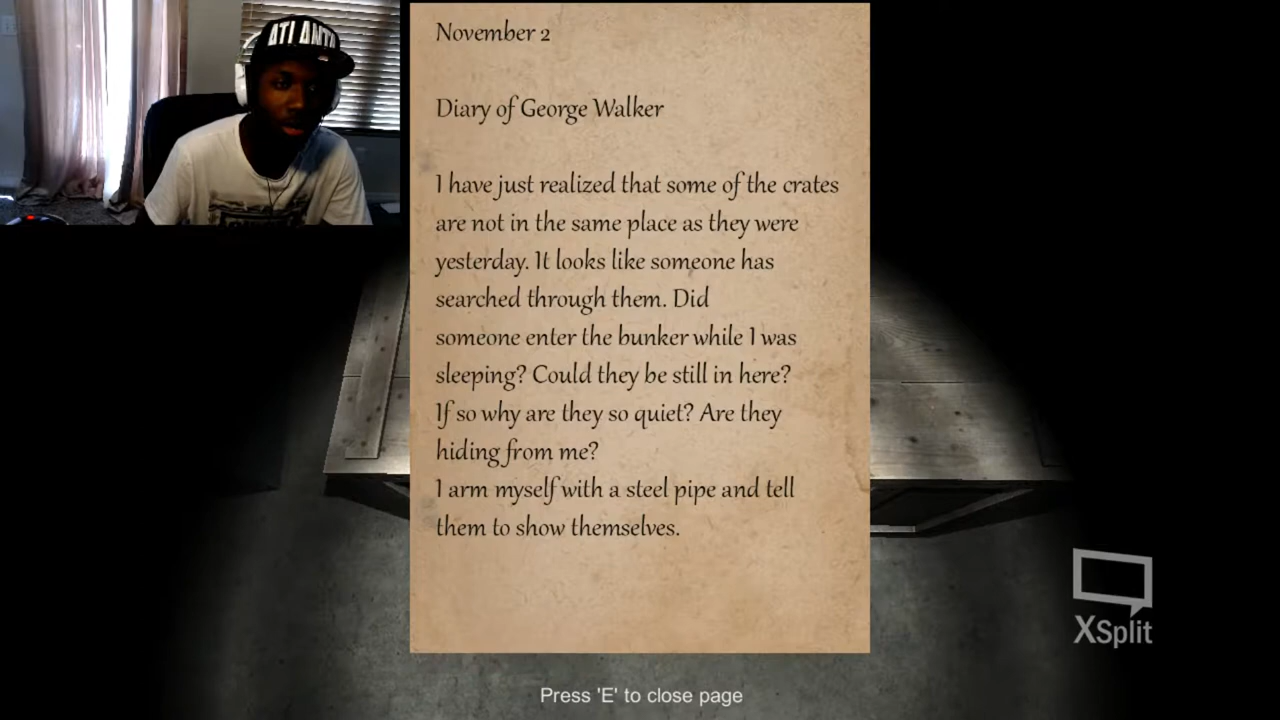 ATLANTA
November 2
Diary of George Walker
I have just realized that some of the crates
are not in the same place as they were
yesterday. It looks like someone has
searched through them. Did
someone enter the bunker while I was
sleeping? Could they be still in here?
If so why are they so quiet? Are they
hiding from me?
I arm myself with a steel pipe and tell
them to show themselves.
XSplit
Press 'E' to close page